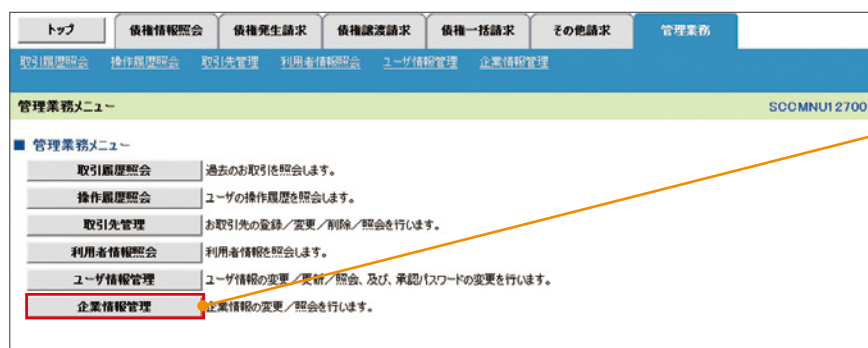 トップ 債権情報照会 債権発生請求 債権譲渡請求 債権一括請求 その他請求 管理業務
取引履歴照会 操作履歴照会 取引先管理 利用者情報照会 ユーザ情報管理 企業情報管理
管理業務メニュー SCCMNU12700
■ 管理業務メニュー
取引履歴照会 過去のお取引を照会します。
操作履歴照会 ユーザの操作履歴を照会します。
取引先管理 お取引先の登録／変更／削除／照会を行います。
利用者情報照会 利用者情報を照会します。
ユーザ情報管理 ユーザ情報の変更／更新／照会、及び、承認パスワードの変更を行います。
企業情報管理 企業情報の変更／照会を行います。